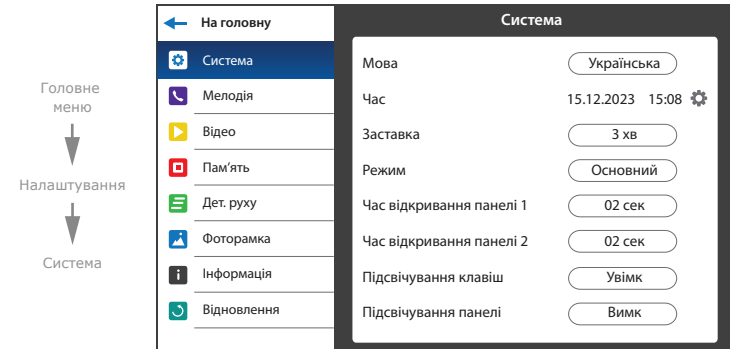 Головне
меню
Налаштування
Система
На головну
Система
Мелодія
Відео
Пам’ять
Дет. руху
Фоторамка
Інформація
Відновлення
Система
Мова Українська
Час 15.12.2023 15:08
Заставка 3 хв
Режим Основний
Час відкривання панелі 1 02 сек
Час відкривання панелі 2 02 сек
Підсвічування клавіш Увімк
Підсвічування панелі Вимк